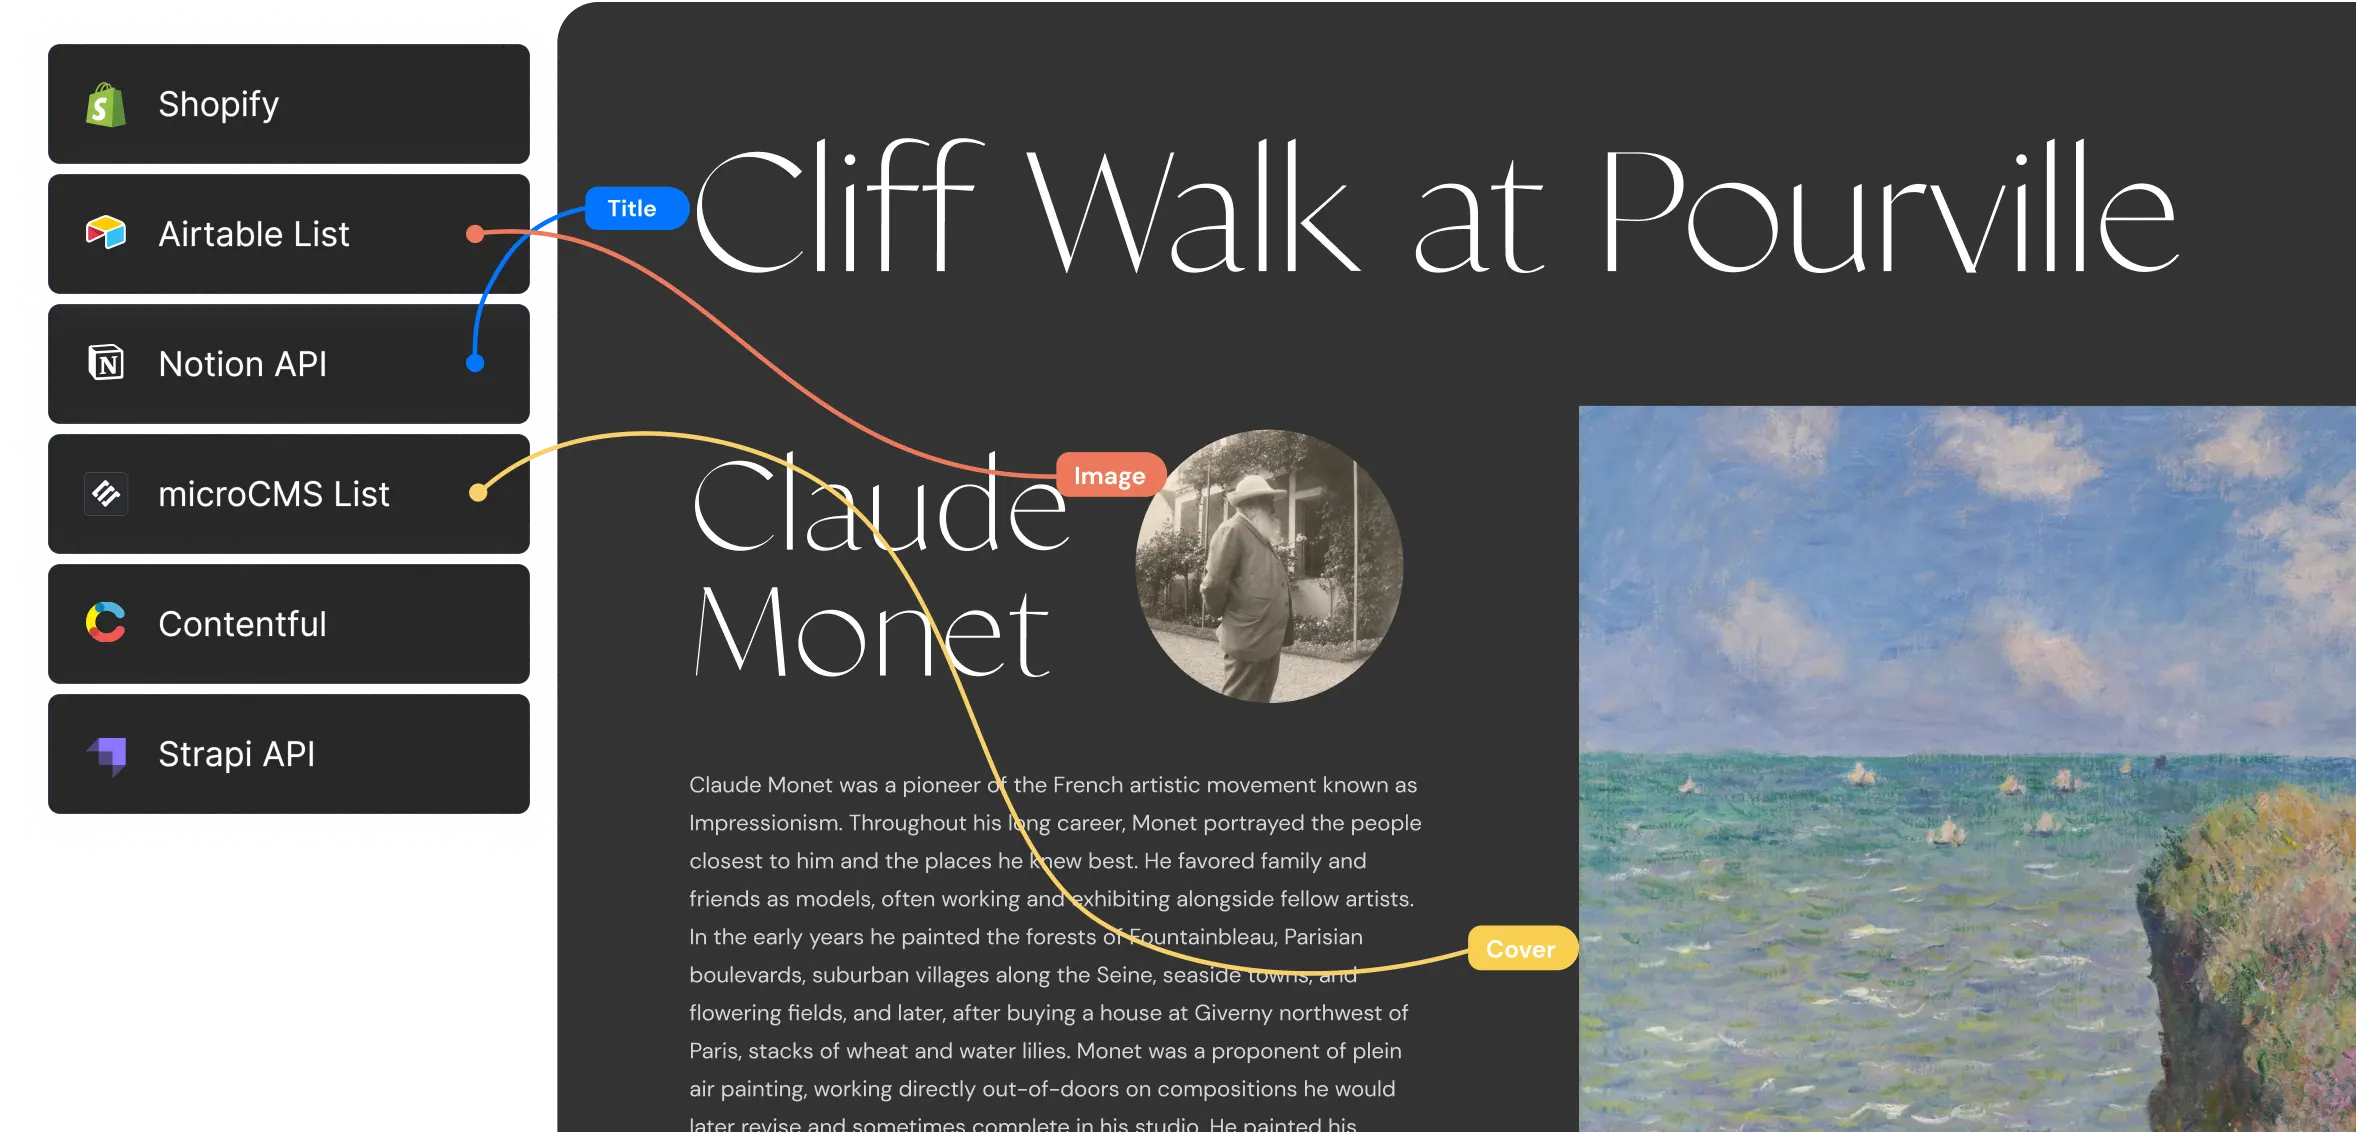 Shopify
Airtable List
Notion API
microCMS List
Contentful
Strapi API
Title
Cliff Walk at Pourville
Claude
Monet
Image
Claude Monet was a pioneer of the French artistic movement known as
Impressionism. Throughout his long career, Monet portrayed the people
closest to him and the places he knew best. He favored family and
friends as models, often working and exhibiting alongside fellow artists.
In the early years he painted the forests of Fountainbleau, Parisian
boulevards, suburban villages along the Seine, seaside towns, and
flowering fields, and later, after buying a house at Giverny northwest of
Paris, stacks of wheat and water lilies. Monet was a proponent of plein
air painting, working directly out-of-doors on compositions he would
later revise and sometimes complete in his studio. He painted his
Cover